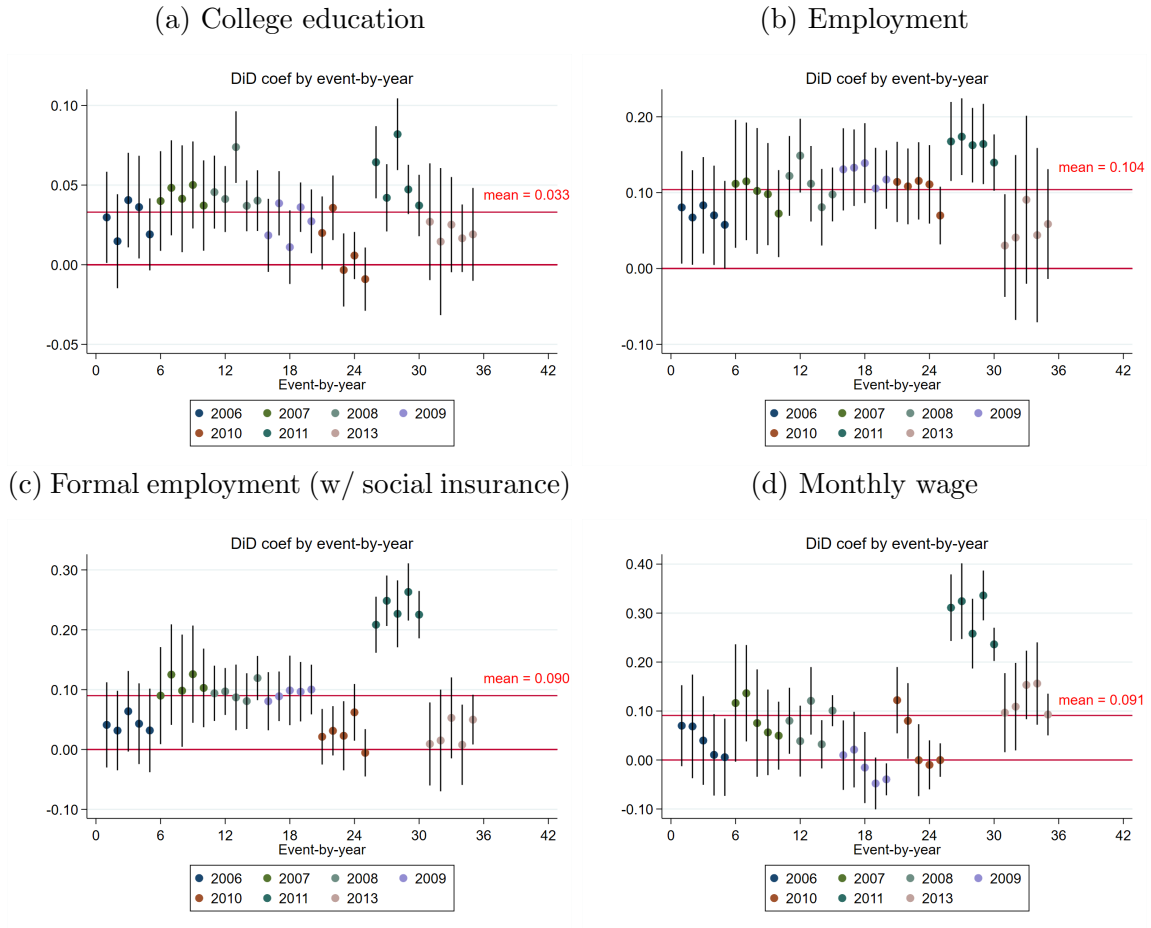 (a) College education
DiD coef by event-by-year
0.10
0.05
0.00
-0.05
mean = 0.033
0 6 12 18 24 30 36 42
Event-by-year
2006 2007 2008 2009
2010 2011 2013
(b) Employment
DiD coef by event-by-year
0.20
0.10
0.00
-0.10
mean = 0.104
0 6 12 18 24 30 36 42
Event-by-year
2006 2007 2008 2009
2010 2011 2013
(c) Formal employment (w/ social insurance)
DiD coef by event-by-year
0.30
0.20
0.10
0.00
-0.10
mean = 0.090
0 6 12 18 24 30 36 42
Event-by-year
2006 2007 2008 2009
2010 2011 2013
(d) Monthly wage
DiD coef by event-by-year
0.40
0.30
0.20
0.10
0.00
-0.10
mean = 0.091
0 6 12 18 24 30 36 42
Event-by-year
2006 2007 2008 2009
2010 2011 2013